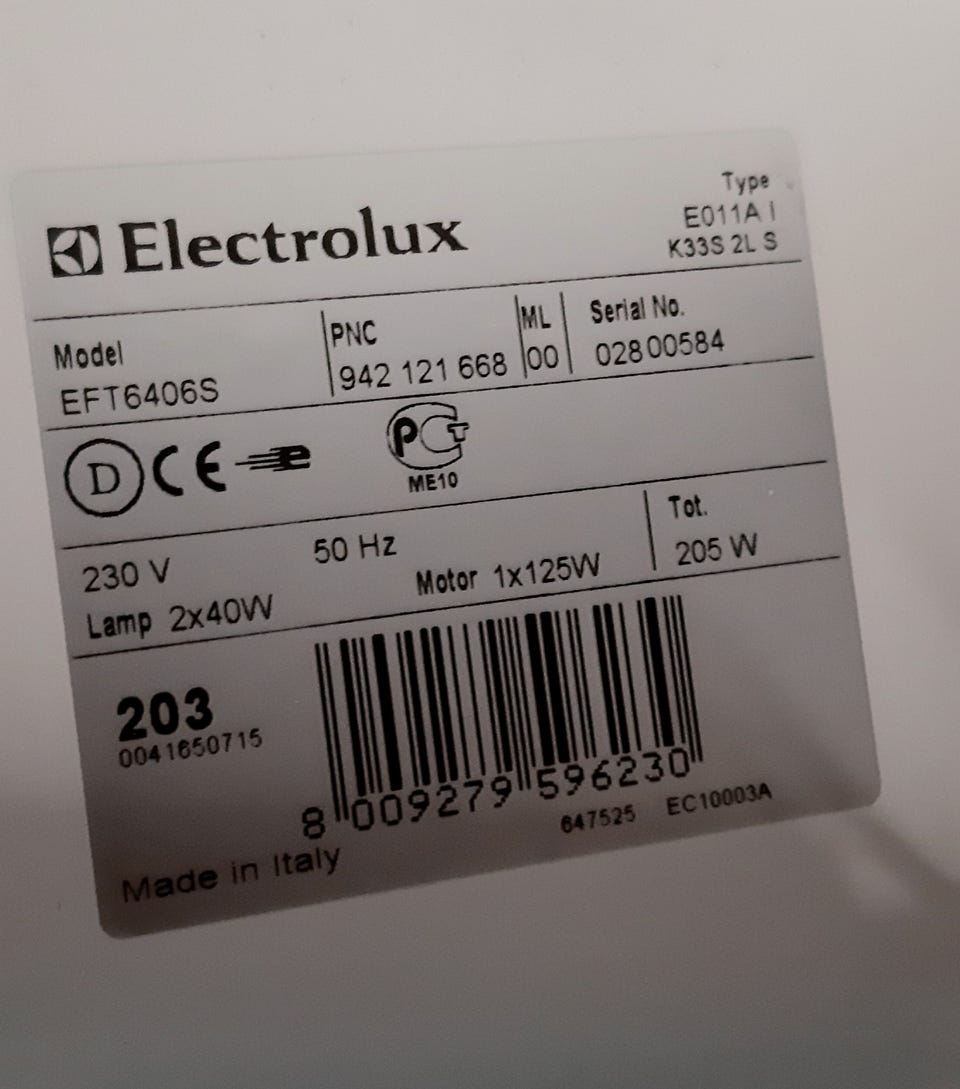 Electrolux
Type
E011A I
K33S 2L S
Model
EFT6406S
PNC
942 121 668
ML
00
Serial No.
02800584
D CE
PCT
ME10
230 V 50 Hz
Lamp 2x40W Motor 1x125W
Tot.
205 W
203
0041650715
8 009279 596230
647525 EC10003A
Made in Italy